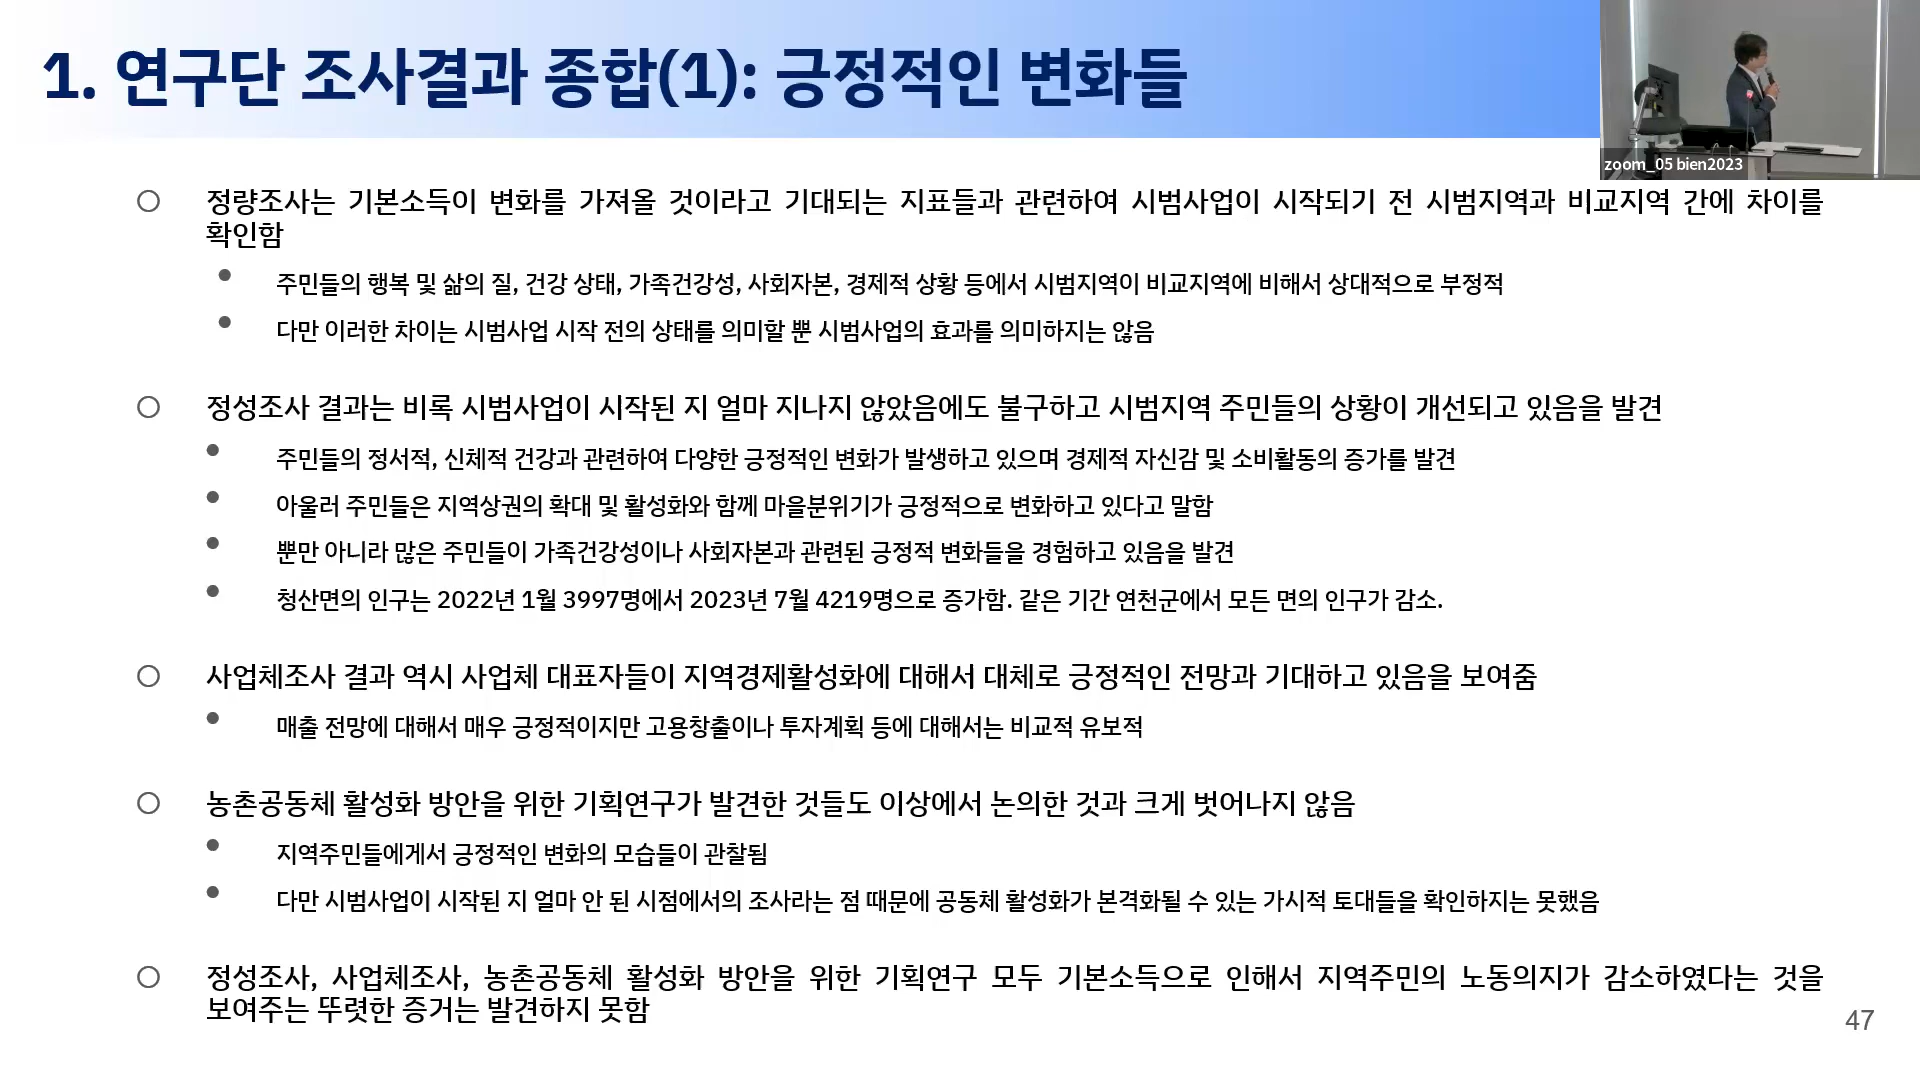 1. 연구단 조사결과 종합(1): 긍정적인 변화들
zoom_05 bien2023
○ 정량조사는 기본소득이 변화를 가져올 것이라고 기대되는 지표들과 관련하여 시범사업이 시작되기 전 시범지역과 비교지역 간에 차이를
확인함
● 주민들의 행복 및 삶의 질, 건강 상태, 가족건강성, 사회자본, 경제적 상황 등에서 시범지역이 비교지역에 비해서 상대적으로 부정적
● 다만 이러한 차이는 시범사업 시작 전의 상태를 의미할 뿐 시범사업의 효과를 의미하지는 않음
○ 정성조사 결과는 비록 시범사업이 시작된 지 얼마 지나지 않았음에도 불구하고 시범지역 주민들의 상황이 개선되고 있음을 발견
● 주민들의 정서적, 신체적 건강과 관련하여 다양한 긍정적인 변화가 발생하고 있으며 경제적 자신감 및 소비활동의 증가를 발견
● 아울러 주민들은 지역상권의 확대 및 활성화와 함께 마을분위기가 긍정적으로 변화하고 있다고 말함
● 뿐만 아니라 많은 주민들이 가족건강성이나 사회자본과 관련된 긍정적 변화들을 경험하고 있음을 발견
● 청산면의 인구는 2022년 1월 3997명에서 2023년 7월 4219명으로 증가함. 같은 기간 연천군에서 모든 면의 인구가 감소.
○ 사업체조사 결과 역시 사업체 대표자들이 지역경제활성화에 대해서 대체로 긍정적인 전망과 기대하고 있음을 보여줌
● 매출 전망에 대해서 매우 긍정적이지만 고용창출이나 투자계획 등에 대해서는 비교적 유보적
○ 농촌공동체 활성화 방안을 위한 기획연구가 발견한 것들도 이상에서 논의한 것과 크게 벗어나지 않음
● 지역주민들에게서 긍정적인 변화의 모습들이 관찰됨
● 다만 시범사업이 시작된 지 얼마 안 된 시점에서의 조사라는 점 때문에 공동체 활성화가 본격화될 수 있는 가시적 토대들을 확인하지는 못했음
○ 정성조사, 사업체조사, 농촌공동체 활성화 방안을 위한 기획연구 모두 기본소득으로 인해서 지역주민의 노동의지가 감소하였다는 것을
보여주는 뚜렷한 증거는 발견하지 못함
47